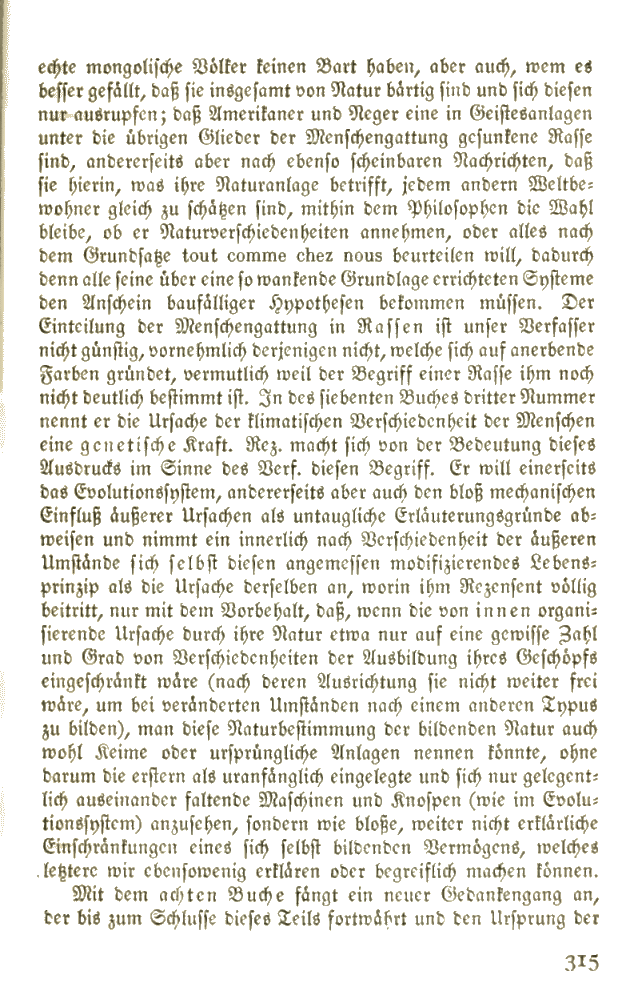 echte mongolische Völker keinen Bart haben, aber auch, wem es
besser gefällt, daß sie insgesamt von Natur bärtig sind und sich diesen
nur ausrupfen; daß Amerikaner und Neger eine in Geistesanlagen
unter die übrigen Glieder der Menschengattung gesunkene Rasse
sind, andererseits aber nach ebenso scheinbaren Nachrichten, daß
sie hierin, was ihre Naturanlage betrifft, jedem andern Weltbe-
wohner gleich zu schätzen sind, mithin dem Philosophen die Wahl
bleibe, ob er Naturverschiedenheiten annehmen, oder alles nach
dem Grundsatze tout comme chez nous beurteilen will, dadurch
denn alle seine über eine so wankende Grundlage errichteten Systeme
den Anschein baufälliger Hypothesen bekommen müssen. Der
Einteilung der Menschengattung in Rassen ist unser Verfasser
nicht günstig, vornehmlich derjenigen nicht, welche sich auf anerbende
Farben gründet, vermutlich weil der Begriff einer Rasse ihm noch
nicht deutlich bestimmt ist. In des siebenten Buches dritter Nummer
nennt er die Ursache der klimatischen Verschiedenheit der Menschen
eine genetische Kraft. Rez. macht sich von der Bedeutung dieses
Ausdrucks im Sinne des Verf. diesen Begriff. Er will einerseits
das Evolutionssystem, andererseits aber auch den bloß mechanischen
Einfluß äußerer Ursachen als untaugliche Erläuterungsgründe ab-
weisen und nimmt ein innerlich nach Verschiedenheit der äußeren
Umstände sich selbst diesen angemessen modifizierendes Lebens-
prinzip als die Ursache derselben an, worin ihm Rezensent völlig
beitritt, nur mit dem Vorbehalt, daß, wenn die von innen organi-
sierende Ursache durch ihre Natur etwa nur auf eine gewisse Zahl
und Grad von Verschiedenheiten der Ausbildung ihres Geschöpfs
eingeschränkt wäre (nach deren Ausrichtung sie nicht weiter frei
wäre, um bei veränderten Umständen nach einem anderen Typus
zu bilden), man diese Naturbestimmung der bildenden Natur auch
wohl Keime oder ursprüngliche Anlagen nennen könnte, ohne
darum die erstern als uranfänglich eingelegte und sich nur gelegent-
lich auseinander faltende Maschinen und Knospen (wie im Evolu-
tionssystem) anzusehen, sondern wie bloße, weiter nicht erklärliche
Einschränkungen eines sich selbst bildenden Vermögens, welches
letztere wir ebensowenig erklären oder begreiflich machen können.
Mit dem achten Buche fängt ein neuer Gedankengang an,
der bis zum Schlusse dieses Teils fortwährt und den Ursprung der
315